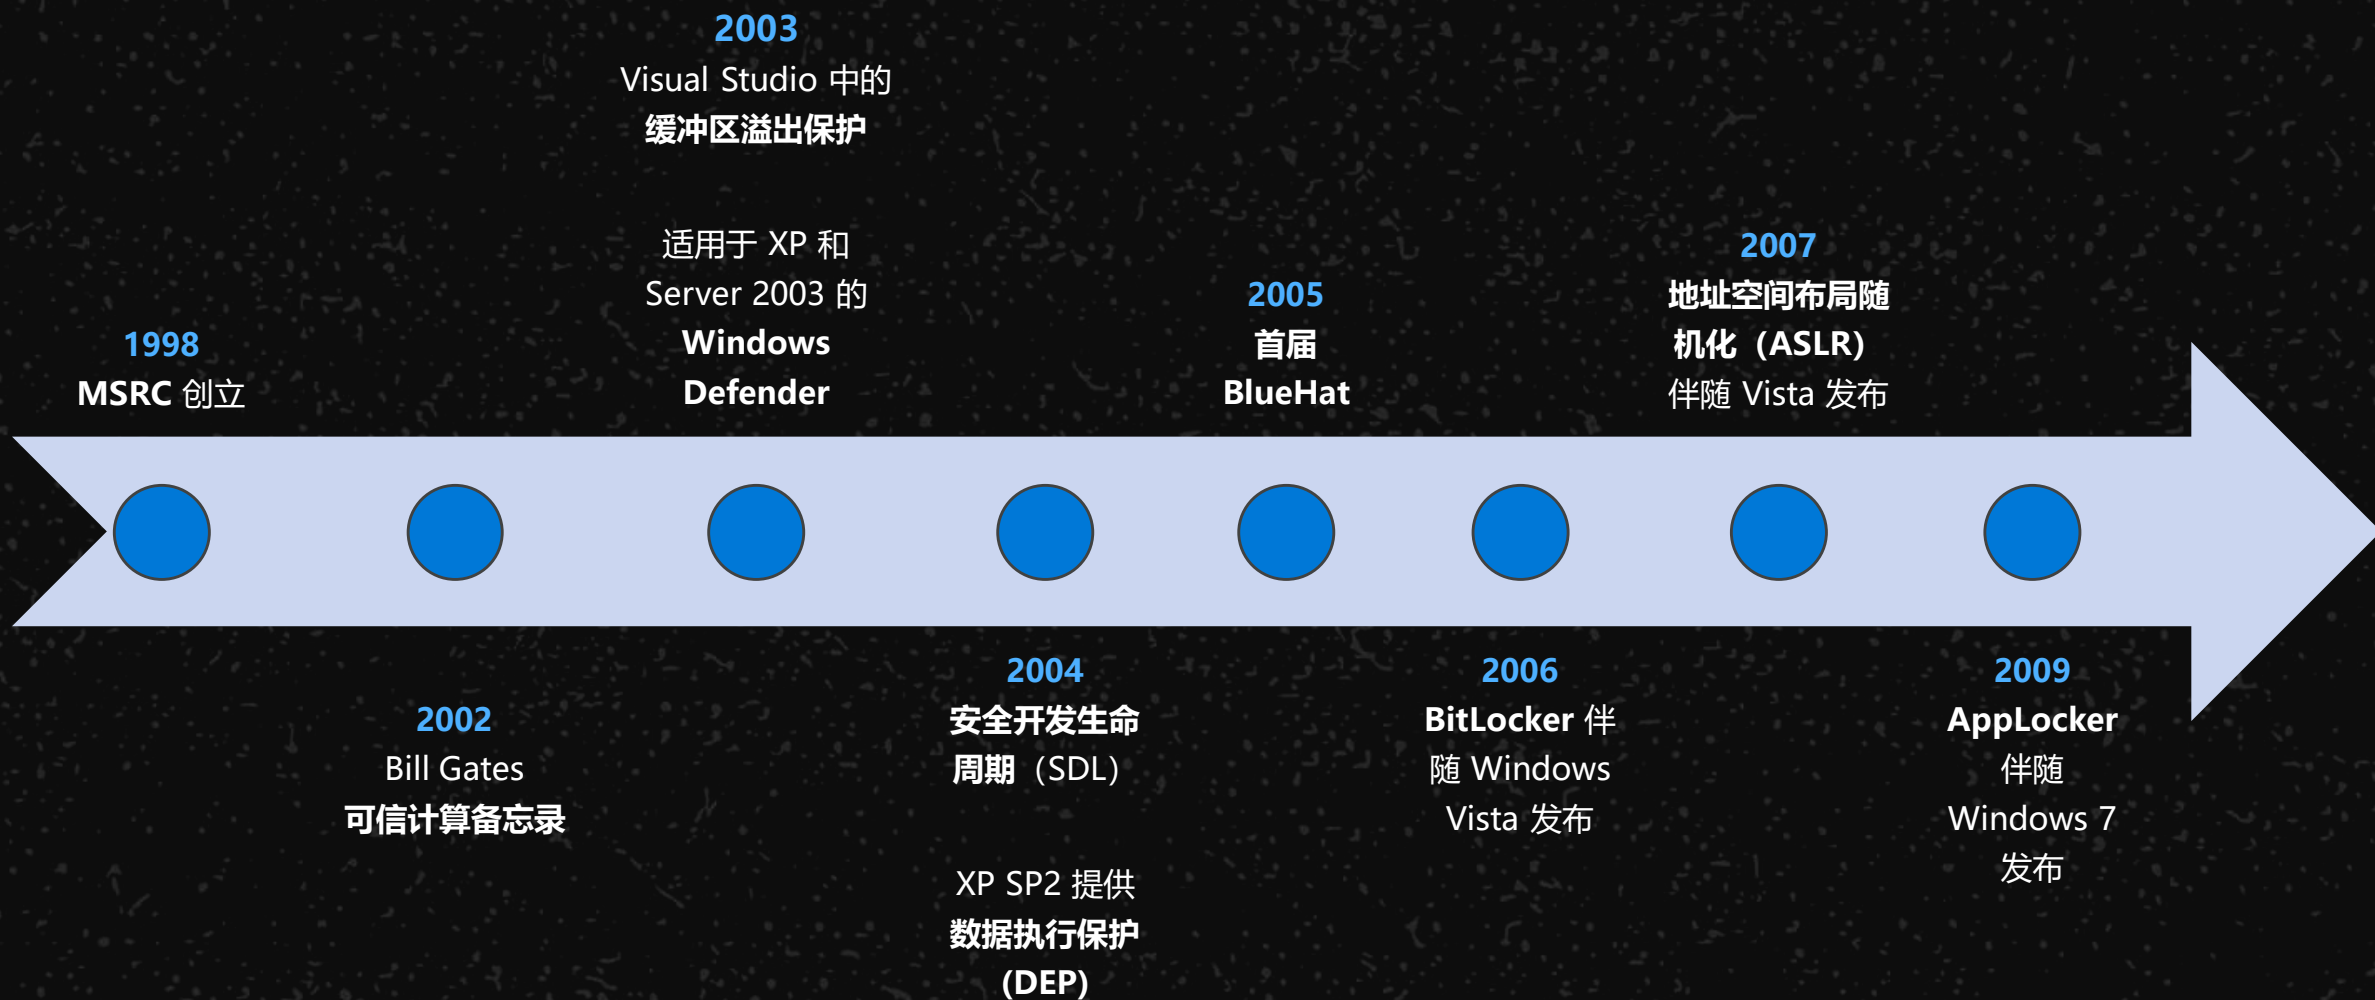 1998
MSRC 创立
2002
Bill Gates
可信计算备忘录
2003
Visual Studio 中的
缓冲区溢出保护
适用于 XP 和
Server 2003 的
Windows
Defender
2004
安全开发生命
周期（SDL）
XP SP2 提供
数据执行保护
(DEP)
2005
首届
BlueHat
2006
BitLocker 伴
随 Windows
Vista 发布
2007
地址空间布局随
机化（ASLR）
伴随 Vista 发布
2009
AppLocker
伴随
Windows 7
发布